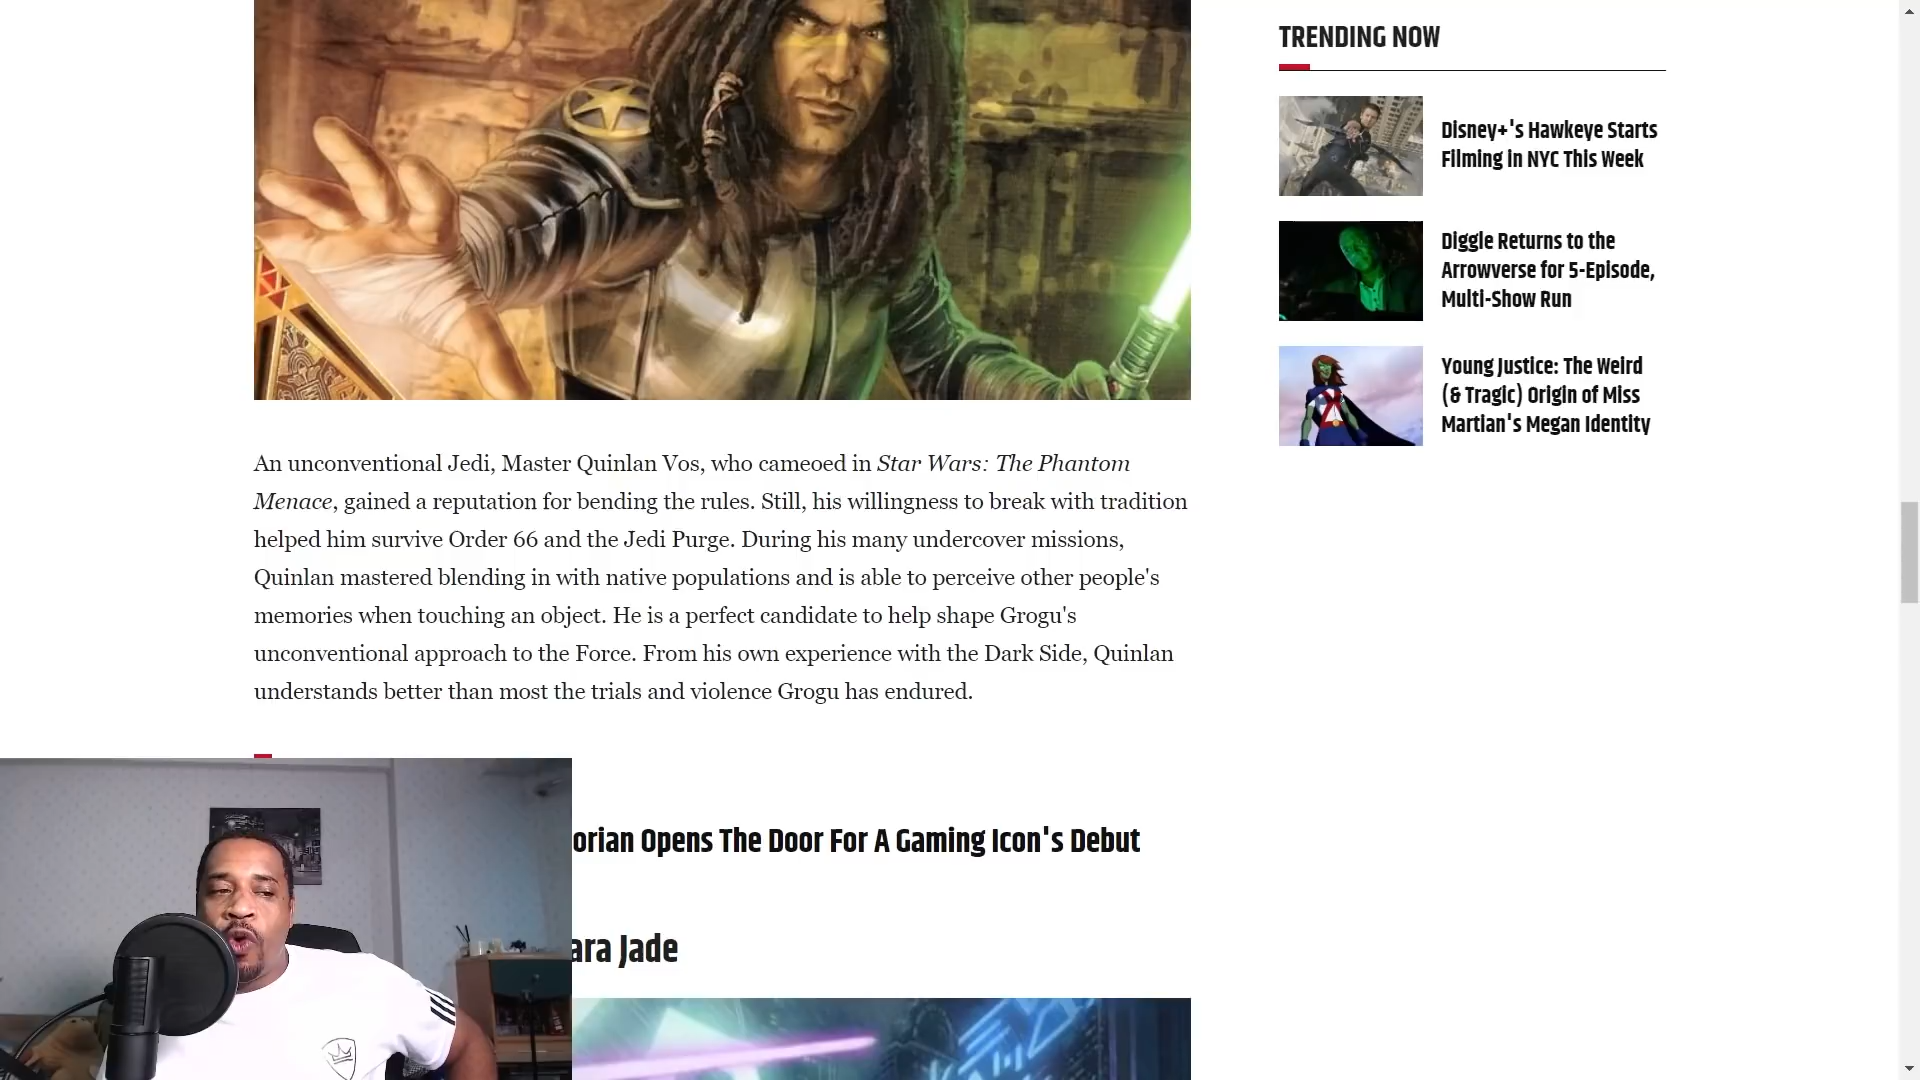 TRENDING NOW
Disney+'s Hawkeye Starts
Filming in NYC This Week
Diggle Returns to the
Arrowverse for 5-Episode,
Multi-Show Run
Young Justice: The Weird
(& Tragic) Origin of Miss
Martian's Megan Identity
An unconventional Jedi, Master Quinlan Vos, who cameoed in Star Wars: The Phantom
Menace, gained a reputation for bending the rules. Still, his willingness to break with tradition
helped him survive Order 66 and the Jedi Purge. During his many undercover missions,
Quinlan mastered blending in with native populations and is able to perceive other people's
memories when touching an object. He is a perfect candidate to help shape Grogu's
unconventional approach to the Force. From his own experience with the Dark Side, Quinlan
understands better than most the trials and violence Grogu has endured.
orian Opens The Door For A Gaming Icon's Debut
ara Jade